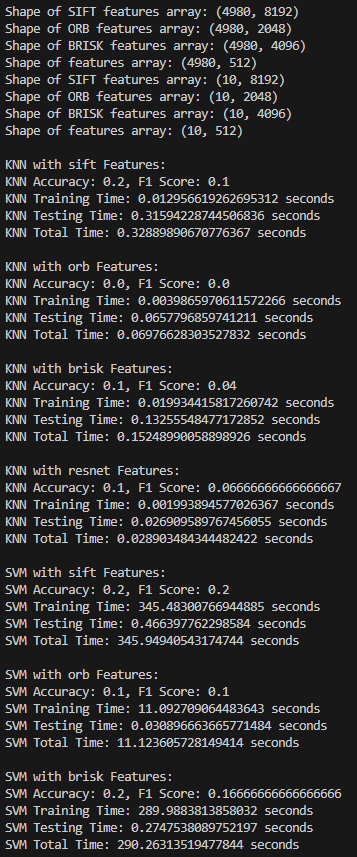 Shape of SIFT features array: (4980, 8192)
Shape of ORB features array: (4980, 2048)
Shape of BRISK features array: (4980, 4096)
Shape of features array: (4980, 512)
Shape of SIFT features array: (10, 8192)
Shape of ORB features array: (10, 2048)
Shape of BRISK features array: (10, 4096)
Shape of features array: (10, 512)
KNN with sift Features:
KNN Accuracy: 0.2, F1 Score: 0.1
KNN Training Time: 0.012956619262695312 seconds
KNN Testing Time: 0.31594228744506836 seconds
KNN Total Time: 0.32889890670776367 seconds
KNN with orb Features:
KNN Accuracy: 0.0, F1 Score: 0.0
KNN Training Time: 0.0039865970611572266 seconds
KNN Testing Time: 0.0657796859741211 seconds
KNN Total Time: 0.06976628303527832 seconds
KNN with brisk Features:
KNN Accuracy: 0.1, F1 Score: 0.04
KNN Training Time: 0.019934415817260742 seconds
KNN Testing Time: 0.13255548477172852 seconds
KNN Total Time: 0.15248990058898926 seconds
KNN with resnet Features:
KNN Accuracy: 0.1, F1 Score: 0.06666666666666667
KNN Training Time: 0.001993894577026367 seconds
KNN Testing Time: 0.026909589767456055 seconds
KNN Total Time: 0.028903484344482422 seconds
SVM with sift Features:
SVM Accuracy: 0.2, F1 Score: 0.2
SVM Training Time: 345.48300766944885 seconds
SVM Testing Time: 0.466397762298584 seconds
SVM Total Time: 345.94940543174744 seconds
SVM with orb Features:
SVM Accuracy: 0.1, F1 Score: 0.1
SVM Training Time: 11.092709064483643 seconds
SVM Testing Time: 0.030896663665771484 seconds
SVM Total Time: 11.123605728149414 seconds
SVM with brisk Features:
SVM Accuracy: 0.2, F1 Score: 0.16666666666666666
SVM Training Time: 289.9883813858032 seconds
SVM Testing Time: 0.2747538089752197 seconds
SVM Total Time: 290.26313519477844 seconds